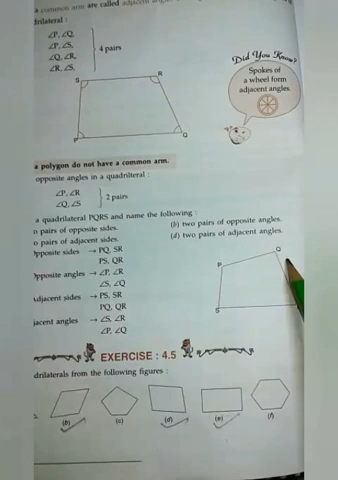 common arm are called adjacent
drilateral :
∠P, ∠Q,
∠P, ∠S,
∠Q, ∠R,
∠R, ∠S,
4 pairs
S
R
P
Q
Did You Know?
Spokes of
a wheel form
adjacent angles.
a polygon do not have a common arm.
opposite angles in a quadrilteral :
∠P, ∠R
∠Q, ∠S
2 pairs
a quadrilateral PQRS and name the following :
pairs of opposite sides. (b) two pairs of opposite angles.
o pairs of adjacent sides. (d) two pairs of adjacent angles.
pposite sides → PQ, SR
PS, QR
pposite angles → ∠P, ∠R
∠S, ∠Q
djacent sides → PS, SR
PQ, QR
jacent angles → ∠S, ∠R
∠P, ∠Q
P
Q
S
EXERCISE : 4.5
drilaterals from the following figures :
(b) (c) (d) (e) (f)